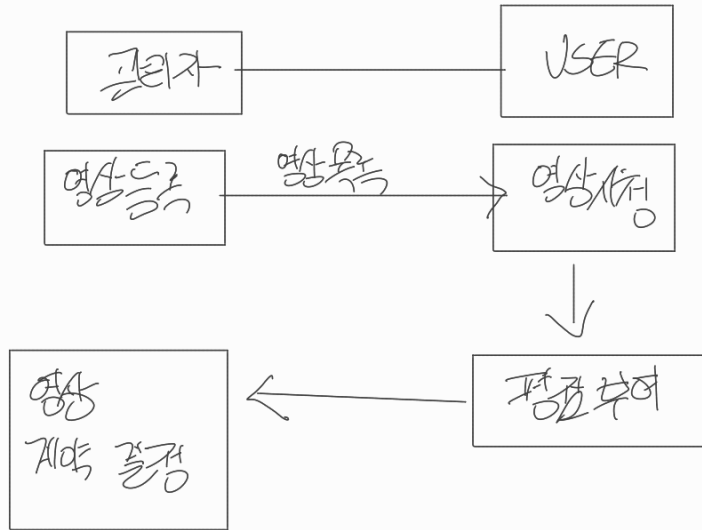 관리자
USER
영상등록
영상목록
영상시청
평점부여
영상
계약 결정